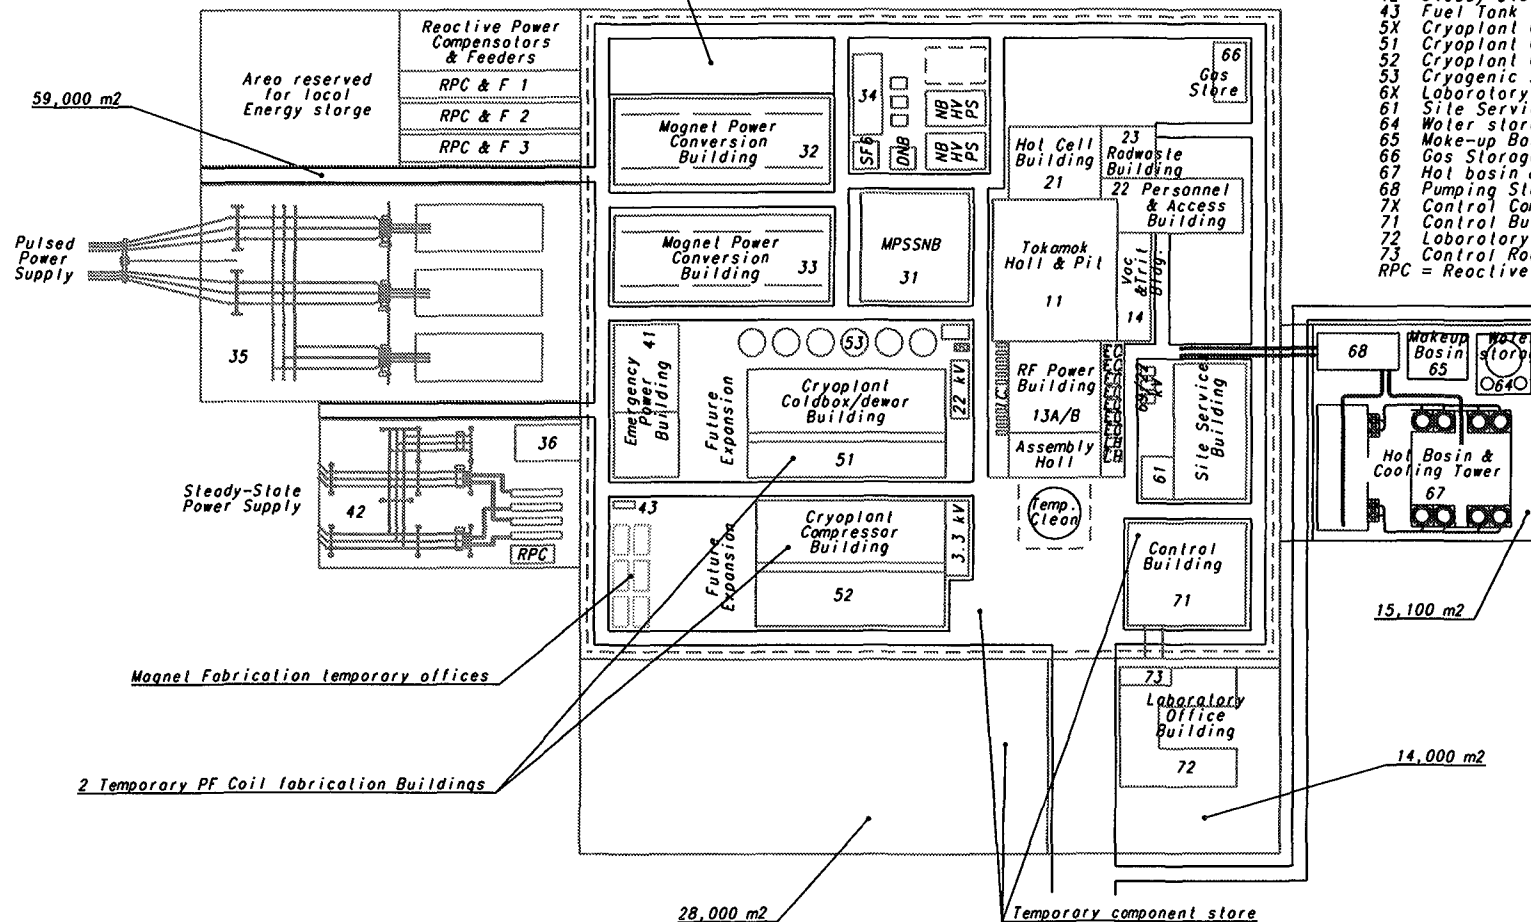 59,000 m2
Area reserved
for local
Energy storge
Reactive Power
Compensators
& Feeders
RPC & F 1
RPC & F 2
RPC & F 3
Magnet Power
Conversion
Building
32
34
SF6
DNB
NB
HV
PS
NB
HV
PS
66
Gas
Store
Hot Cell
Building
21
23
Radwaste
Building
22 Personnel
& Access
Building
43 Fuel Tank
5X Cryoplant
51 Cryoplant
52 Cryoplant
53 Cryogenic
6X Laboratory
61 Site Servi
64 Water stor
65 Make-up Ba
66 Gas Storag
67 Hot basin
68 Pumping St
7X Control Co
71 Control Bu
72 Laboratory
73 Control Ro
RPC = Reactive
Pulsed
Power
Supply
35
Magnet Power
Conversion
Building
33
MPSSNB
31
Tokamak
Hall & Pit
11
Vac
&Trit
Bldg.
14
Emergency
Power
Building
41
Future
Expansion
53
Cryoplant
Coldbox/dewar
Building
51
22 kV
RF Power
Building
13A/B
Assembly
Hall
Site Services
Building
61
68
Makeup
Basin
65
Water
storag
64
Hot Basin &
Cooling Tower
67
15,100 m2
Steady-State
Power Supply
42
36
RPC
43
Future
Expansion
Cryoplant
Compressor
Building
52
3.3 kV
Temp.
Clean
Control
Building
71
Magnet Fabrication temporary offices
2 Temporary PF Coil fabrication Buildings
73
Laboratory
Office
Building
72
14,000 m2
28,000 m2
Temporary component store